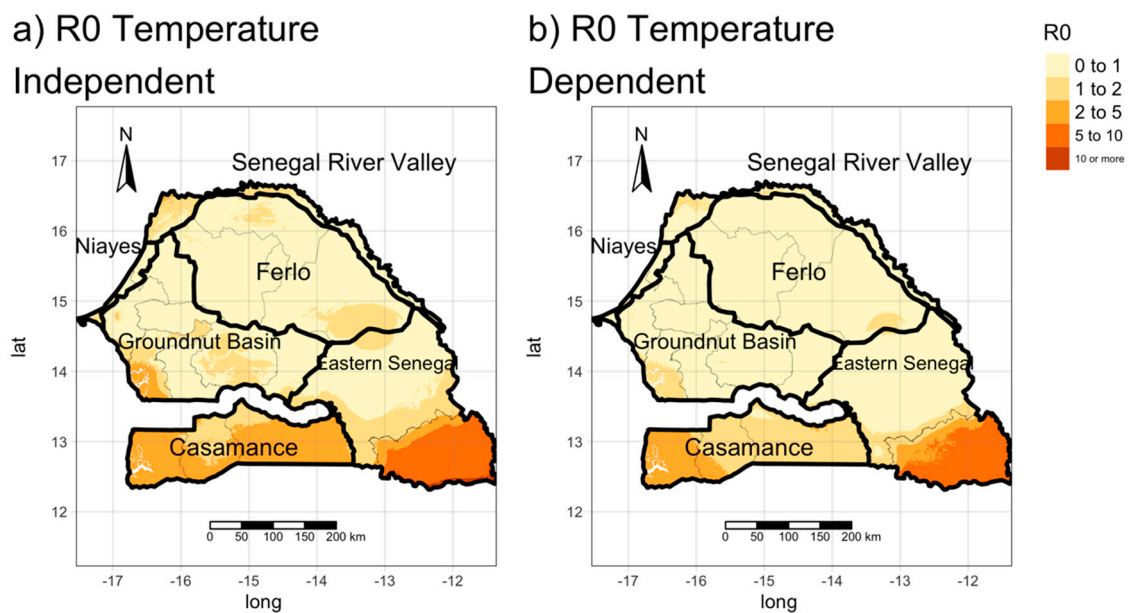 a) R0 Temperature
Independent
N
Senegal River Valley
Niayes
Ferlo
Groundnut Basin
Eastern Senegal
Casamance
17
16
15
14
13
12
lat
0 50 100 150 200 km
-17 -16 -15 -14 -13 -12
long
b) R0 Temperature
Dependent
N
Senegal River Valley
Niayes
Ferlo
Groundnut Basin
Eastern Senegal
Casamance
17
16
15
14
13
12
lat
0 50 100 150 200 km
-17 -16 -15 -14 -13 -12
long
R0
0 to 1
1 to 2
2 to 5
5 to 10
10 or more